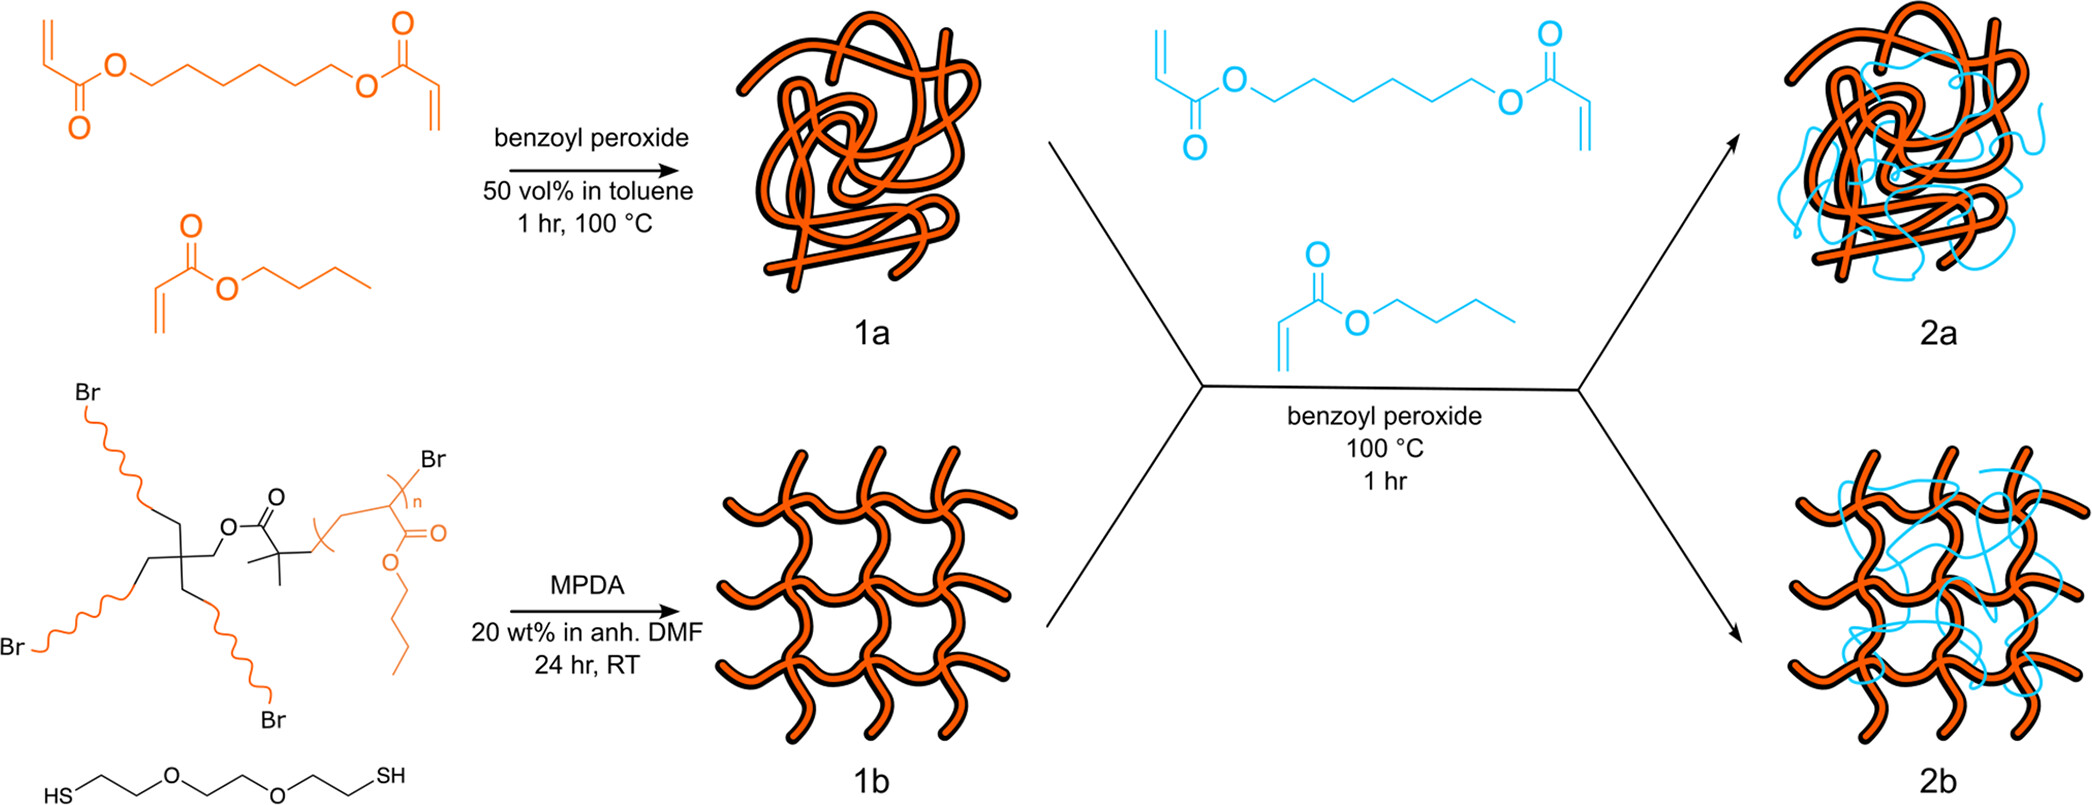 O
O
O
O
benzoyl peroxide
50 vol% in toluene
1 hr, 100 °C
O
O
1a
O
O
O
O
O
O
benzoyl peroxide
100 °C
1 hr
2a
Br
Br
n
O
O
O
O
Br
Br
HS
O
O
SH
MPDA
20 wt% in anh. DMF
24 hr, RT
1b
2b